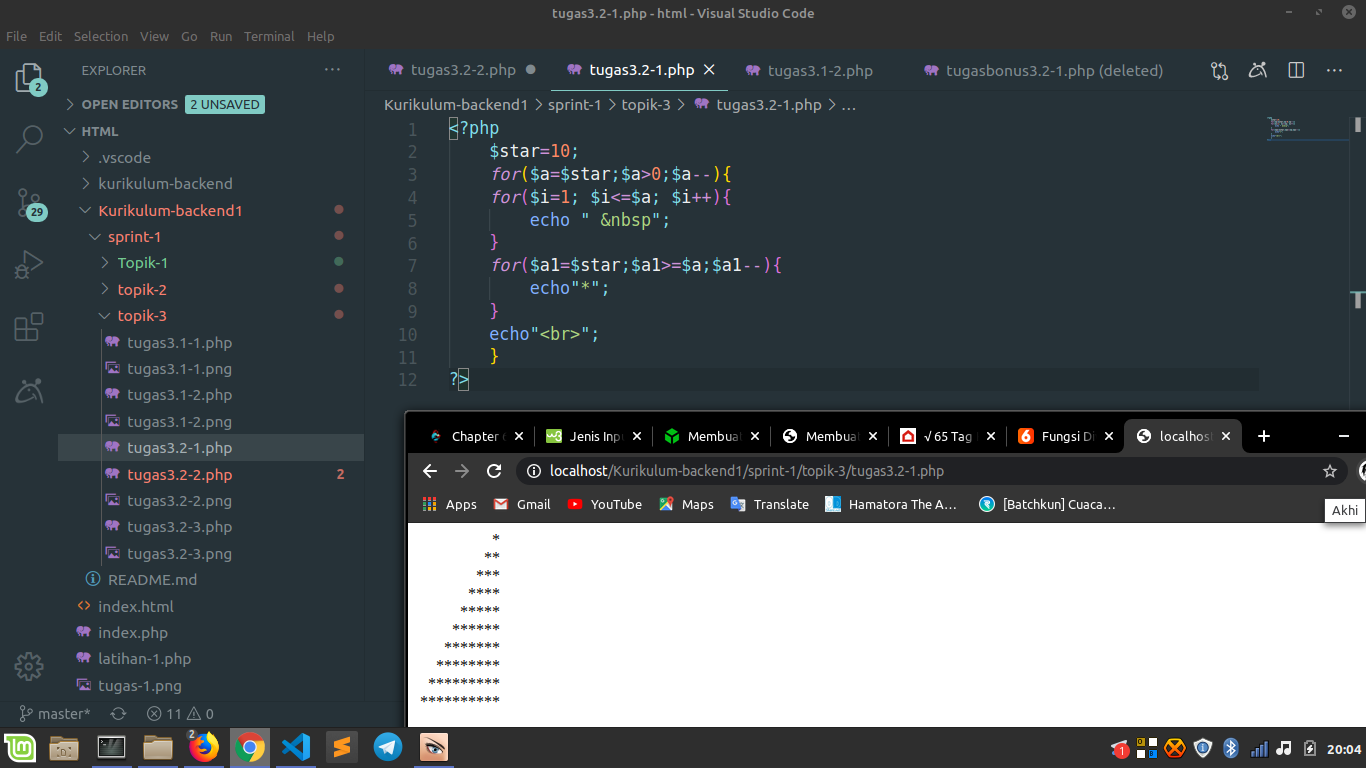 tugas3.2-1.php - html - Visual Studio Code
File Edit Selection View Go Run Terminal Help
2
29
EXPLORER ...
OPEN EDITORS 2 UNSAVED
HTML
.vscode
kurikulum-backend
Kurikulum-backend1
sprint-1
Topik-1
topik-2
topik-3
tugas3.1-1.php
tugas3.1-1.png
tugas3.1-2.php
tugas3.1-2.png
tugas3.2-1.php
tugas3.2-2.php 2
tugas3.2-2.png
tugas3.2-3.php
tugas3.2-3.png
README.md
index.html
index.php
latihan-1.php
tugas-1.png
tugas3.2-2.php tugas3.2-1.php tugas3.1-2.php tugasbonus3.2-1.php (deleted)
Kurikulum-backend1 > sprint-1 > topik-3 > tugas3.2-1.php > ...
1 <?php
2 $star=10;
3 for($a=$star;$a>0;$a--){
4 for($i=1; $i<=$a; $i++){
5 echo " &nbsp";
6 }
7 for($a1=$star;$a1>=$a;$a1--){
8 echo"*";
9 }
10 echo"<br>";
11 }
12 ?>
Chapter Jenis Inp Membua Membua √ 65 Tag Fungsi Di localhos
localhost/Kurikulum-backend1/sprint-1/topik-3/tugas3.2-1.php
Apps Gmail YouTube Maps Translate Hamatora The A... [Batchkun] Cuaca...
Akhi
*
**
***
****
*****
******
*******
********
*********
**********
master* 11 0
2
1
20:04